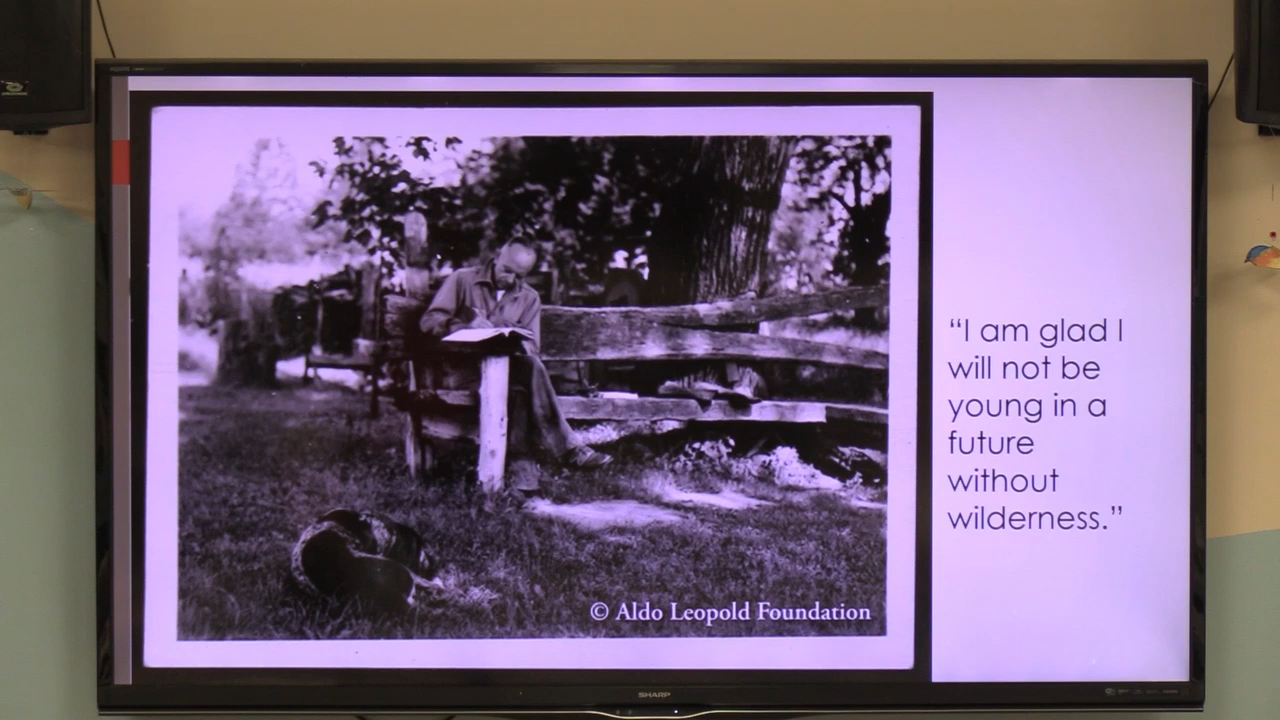 “I am glad I
will not be
young in a
future
without
wilderness.”
© Aldo Leopold Foundation
SHARP